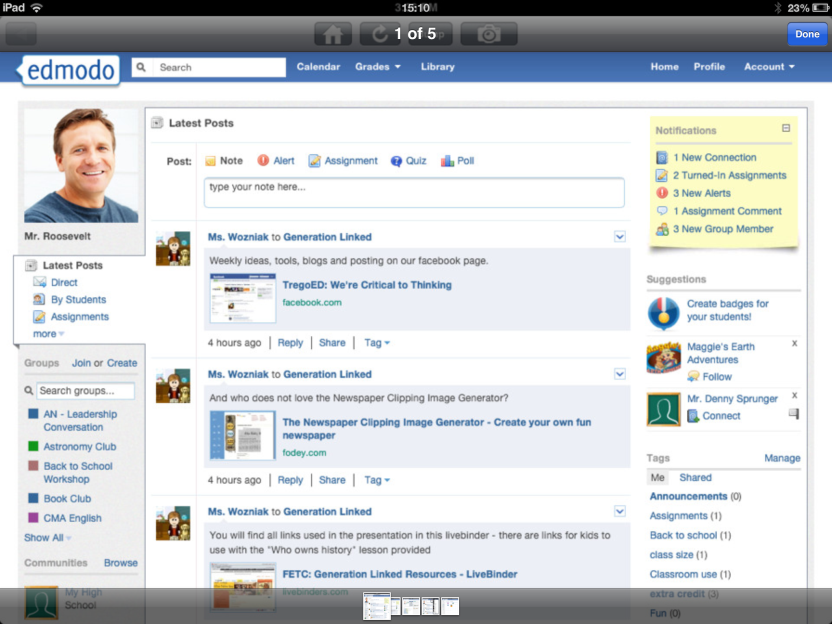 iPad
15:10
23%
1 of 5
Done
edmodo
Search
Calendar
Grades
Library
Home
Profile
Account
Mr. Roosevelt
Latest Posts
Direct
By Students
Assignments
more
Groups
Join or Create
Search groups...
AN - Leadership
Conversation
Astronomy Club
Back to School
Workshop
Book Club
CMA English
Show All
Communities
Browse
My High
School
Latest Posts
Post:
Note
Alert
Assignment
Quiz
Poll
type your note here...
Ms. Wozniak to Generation Linked
Weekly ideas, tools, blogs and posting on our facebook page.
TregoED: We're Critical to Thinking
facebook.com
4 hours ago
Reply
Share
Tag
Ms. Wozniak to Generation Linked
And who does not love the Newspaper Clipping Image Generator?
The Newspaper Clipping Image Generator - Create your own fun
newspaper
fodey.com
4 hours ago
Reply
Share
Tag
Ms. Wozniak to Generation Linked
You will find all links used in the presentation in this livebinder - there are links for kids to
use with the "Who owns history" lesson provided
FETC: Generation Linked Resources - LiveBinder
livebinders.com
Notifications
1 New Connection
2 Turned-In Assignments
3 New Alerts
1 Assignment Comment
3 New Group Member
Suggestions
Create badges for
your students!
Maggie's Earth
Adventures
x
Follow
Mr. Denny Sprunger
x
Connect
Tags
Manage
Me
Shared
Announcements (0)
Assignments (1)
Back to school (1)
class size (1)
Classroom use (1)
extra credit (3)
Fun (0)